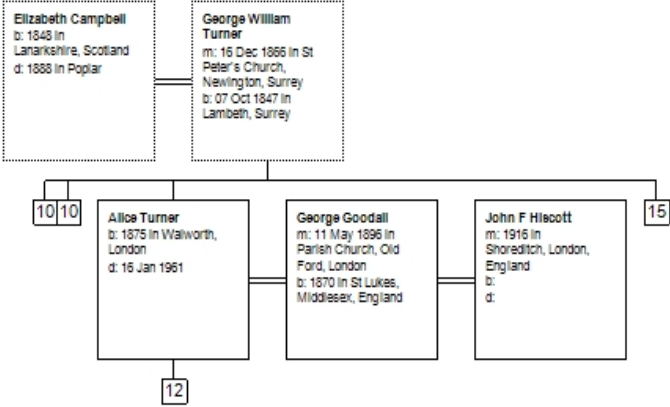 Elizabeth Campbell
b: 1848 in
Lanarkshire, Scotland
d: 1888 in Poplar
George William
Turner
m: 16 Dec 1866 in St
Peter's Church,
Newington, Surrey
b: 07 Oct 1847 in
Lambeth, Surrey
10 10
Alice Turner
b: 1875 in Walworth,
London
d: 16 Jan 1961
George Goodall
m: 11 May 1896 in
Parish Church, Old
Ford, London
b: 1870 in St Lukes,
Middlesex, England
John F Hiscott
m: 1916 in
Shoreditch, London,
England
b:
d:
15
12